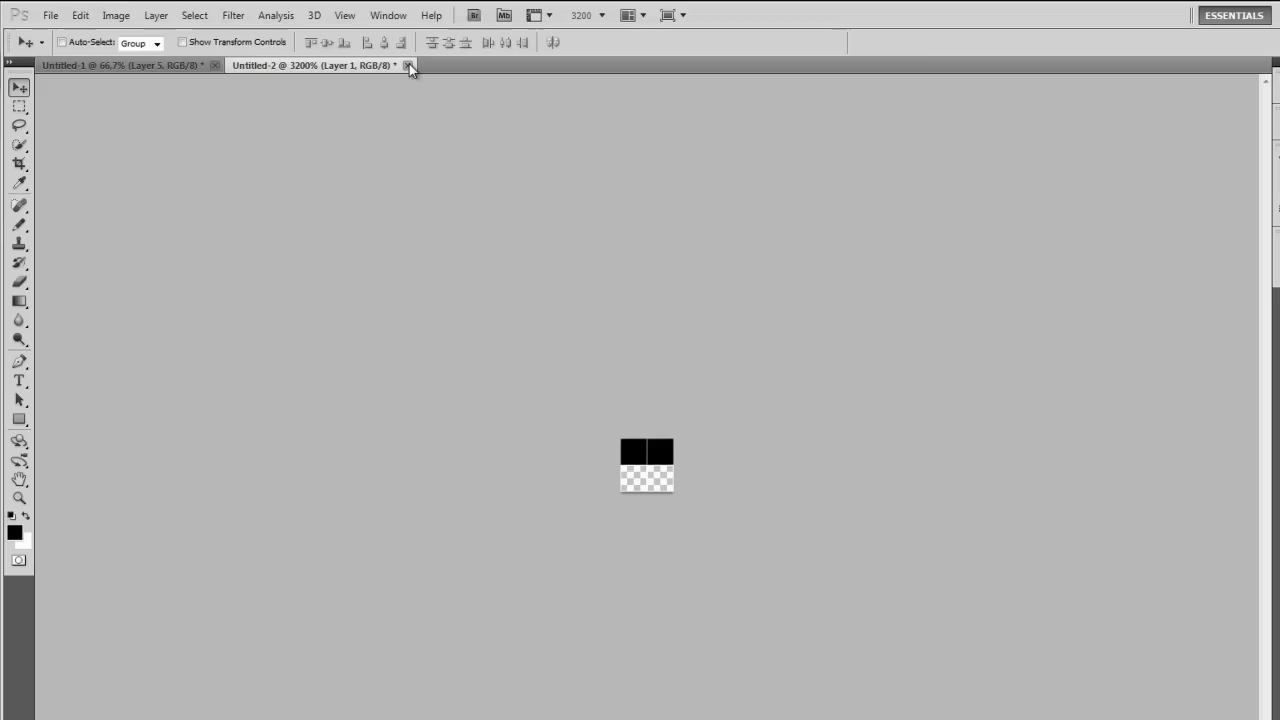 Ps File Edit Image Layer Select Filter Analysis 3D View Window Help Br Mb 3200 ESSENTIALS
Auto-Select: Group Show Transform Controls
Untitled-1 @ 66,7% (Layer 5, RGB/8) * Untitled-2 @ 3200% (Layer 1, RGB/8) *
T